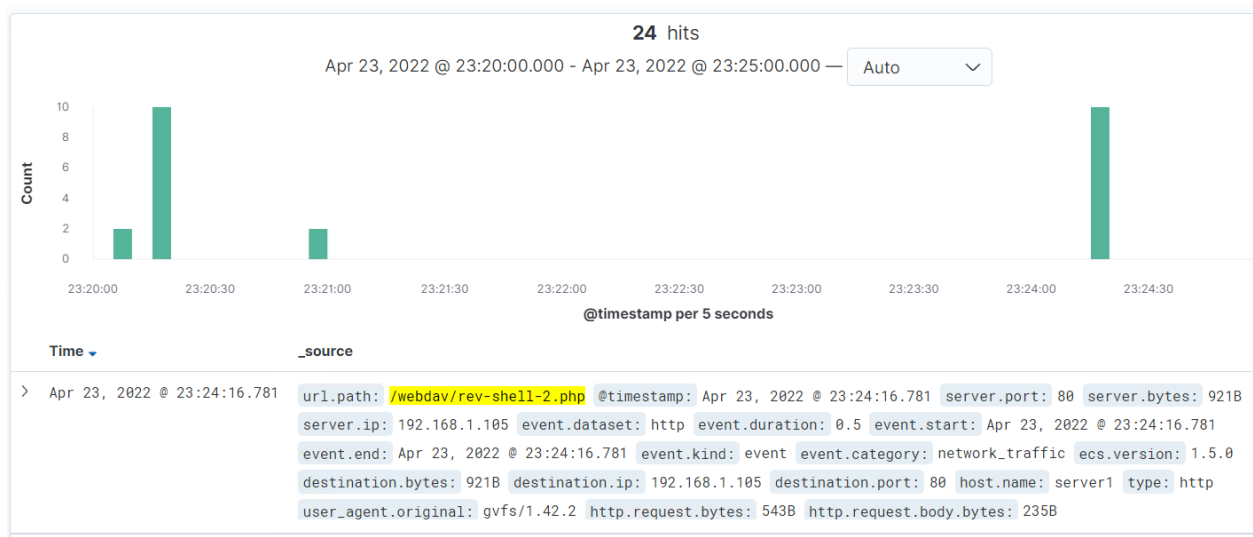 24 hits
Apr 23, 2022 @ 23:20:00.000 - Apr 23, 2022 @ 23:25:00.000 — Auto
10
8
6
4
2
0
Count
23:20:00 23:20:30 23:21:00 23:21:30 23:22:00 23:22:30 23:23:00 23:23:30 23:24:00 23:24:30
@timestamp per 5 seconds
Time _source
Apr 23, 2022 @ 23:24:16.781 url.path: /webdav/rev-shell-2.php @timestamp: Apr 23, 2022 @ 23:24:16.781 server.port: 80 server.bytes: 921B
server.ip: 192.168.1.105 event.dataset: http event.duration: 0.5 event.start: Apr 23, 2022 @ 23:24:16.781
event.end: Apr 23, 2022 @ 23:24:16.781 event.kind: event event.category: network_traffic ecs.version: 1.5.0
destination.bytes: 921B destination.ip: 192.168.1.105 destination.port: 80 host.name: server1 type: http
user_agent.original: gvfs/1.42.2 http.request.bytes: 543B http.request.body.bytes: 235B